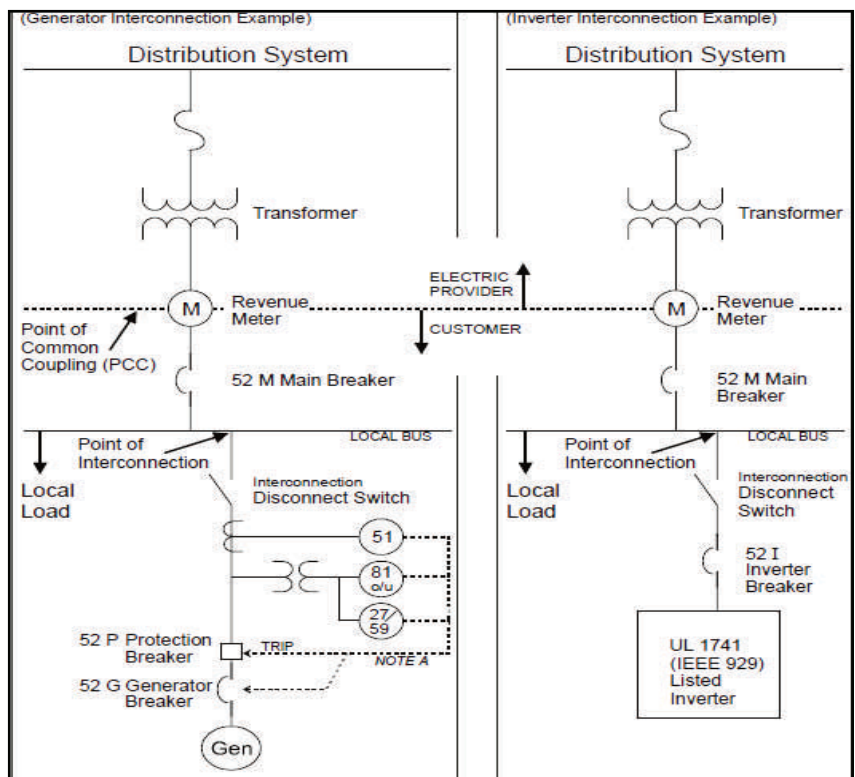 (Generator Interconnection Example)
Distribution System
Transformer
M
Revenue
Meter
Point of
Common
Coupling (PCC)
52 M Main Breaker
LOCAL BUS
Point of
Interconnection
Local
Load
Interconnection
Disconnect Switch
51
81
o/u
27/
59
52 P Protection
Breaker
TRIP
NOTE A
52 G Generator
Breaker
Gen
ELECTRIC
PROVIDER
CUSTOMER
(Inverter Interconnection Example)
Distribution System
Transformer
M
Revenue
Meter
52 M Main
Breaker
LOCAL BUS
Point of
Interconnection
Local
Load
Interconnection
Disconnect
Switch
52 I
Inverter
Breaker
UL 1741
(IEEE 929)
Listed
Inverter